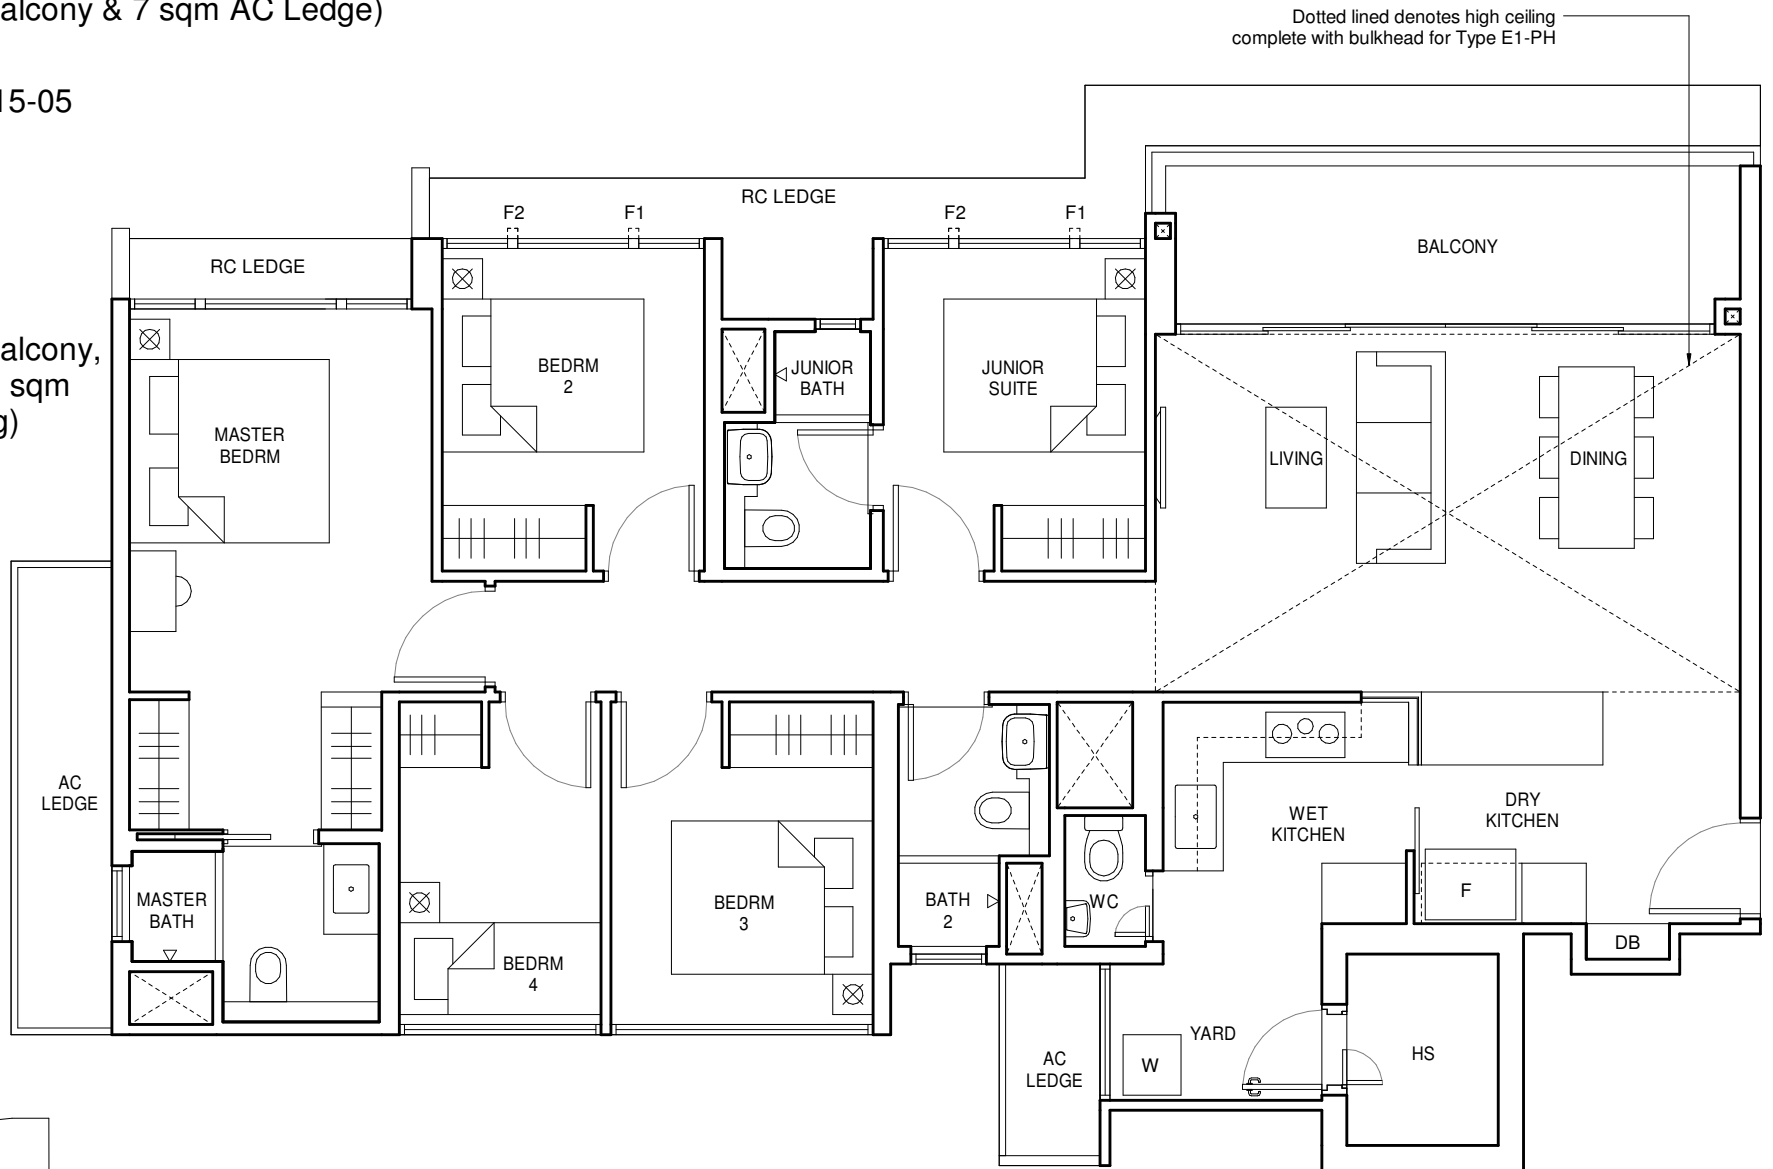 alcony & 7 sqm AC Ledge)
Dotted lined denotes high ceiling
complete with bulkhead for Type E1-PH
15-05
RC LEDGE
F2
F1
F2
F1
BALCONY
RC LEDGE
alcony,
sqm
g)
BEDRM
2
JUNIOR
BATH
JUNIOR
SUITE
MASTER
BEDRM
LIVING
DINING
AC
LEDGE
WET
KITCHEN
DRY
KITCHEN
MASTER
BATH
BEDRM
4
BEDRM
3
BATH
2
WC
F
DB
AC
LEDGE
YARD
W
HS